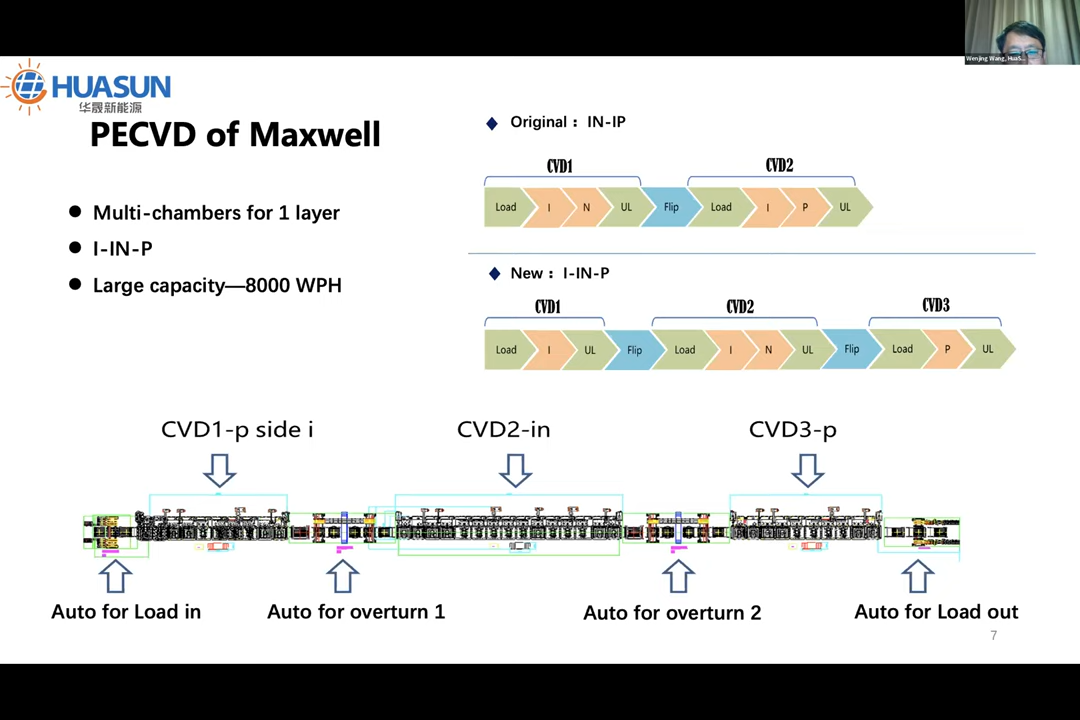 Wenjing Wang, HuaS...
HUASUN
华晟新能源
PECVD of Maxwell
Multi-chambers for 1 layer
I-IN-P
Large capacity—8000 WPH
Original : IN-IP
CVD1
CVD2
Load I N UL Flip Load I P UL
New : I-IN-P
CVD1
CVD2
CVD3
Load I UL Flip Load I N UL Flip Load P UL
CVD1-p side i
CVD2-in
CVD3-p
Auto for Load in
Auto for overturn 1
Auto for overturn 2
Auto for Load out
7